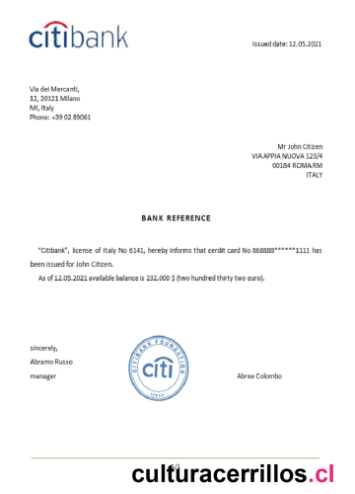 citibank
Issued date: 12.05.2021
Via dei Mercanti,
12, 20121 Milano
MI, Italy
Phone: +39 02 89061
Mr John Citizen
VIA APPIA NUOVA 123/4
00184 ROMA RM
ITALY
BANK REFERENCE
"Citibank", license of Italy No 6141, hereby informs that cerdit card No 868888******1111 has
been issued for John Citizen.
As of 12.05.2021 available balance is 232.000 $ (two hundred thirty two euro).
sincerely,
Abramo Russo
manager
CITIBANK FOUNDATION
citi
ITALY
Abree Colombo
culturacerrillos.cl